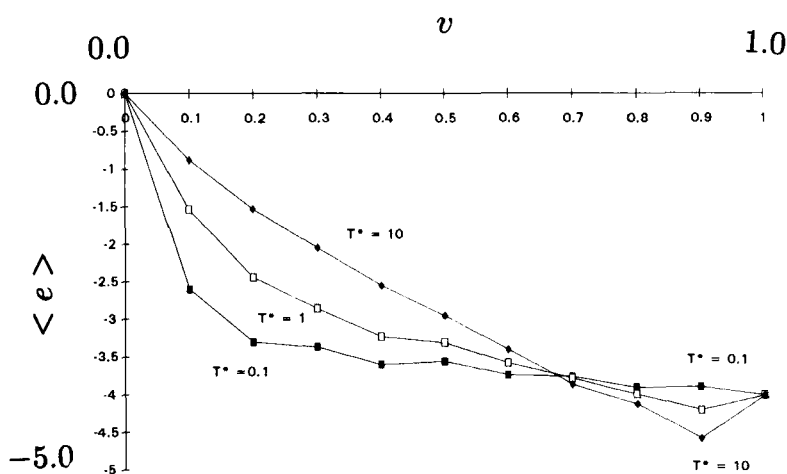 v
0.0 1.0
0.0
0
0 0.1 0.2 0.3 0.4 0.5 0.6 0.7 0.8 0.9 1
-0.5
-1
-1.5
-2
-2.5
-3
-3.5
-4
-4.5
-5
−5.0
< e >
T* = 10
T* = 1
T* = 0.1
T* = 0.1
T* = 10